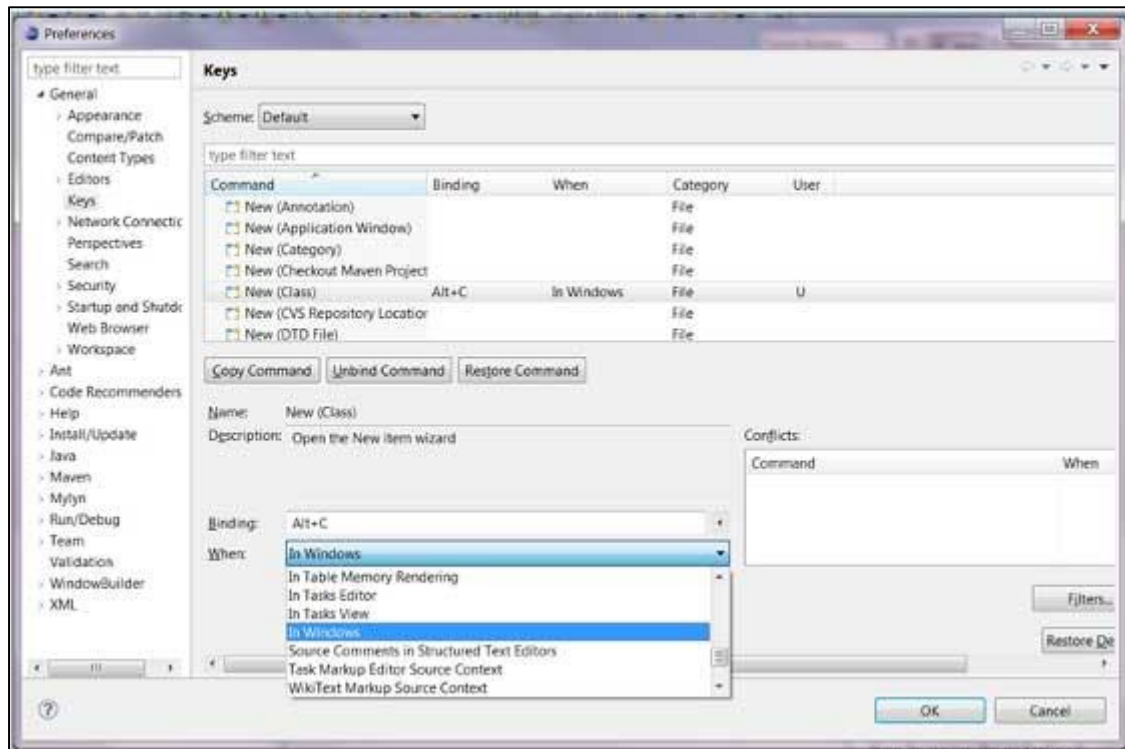 Preferences
type filter text
General
Appearance
Compare/Patch
Content Types
Editors
Keys
Network Connectic
Perspectives
Search
Security
Startup and Shutdc
Web Browser
Workspace
Ant
Code Recommenders
Help
Install/Update
Java
Maven
Mylyn
Run/Debug
Team
Validation
WindowBuilder
XML
Keys
Scheme: Default
type filter text
Command Binding When Category User
New (Annotation) File
New (Application Window) File
New (Category) File
New (Checkout Maven Project File
New (Class) Alt+C In Windows File U
New (CVS Repository Location File
New (DTD File) File
Copy Command Unbind Command Restore Command
Name: New (Class)
Description: Open the New item wizard
Conflicts:
Command When
Binding: Alt+C
When: In Windows
In Table Memory Rendering
In Tasks Editor
In Tasks View
In Windows
Source Comments in Structured Text Editors
Task Markup Editor Source Context
WikiText Markup Source Context
Filters...
Restore De
OK Cancel